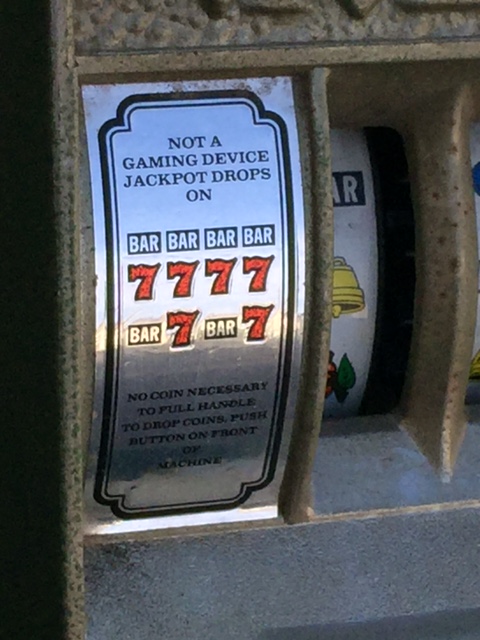 NOT A
GAMING DEVICE
JACKPOT DROPS
ON
BAR BAR BAR BAR
7 7 7 7
BAR 7 BAR 7
NO COIN NECESSARY
TO PULL HANDLE
TO DROP COINS, PUSH
BUTTON ON FRONT
OF
MACHINE
AR